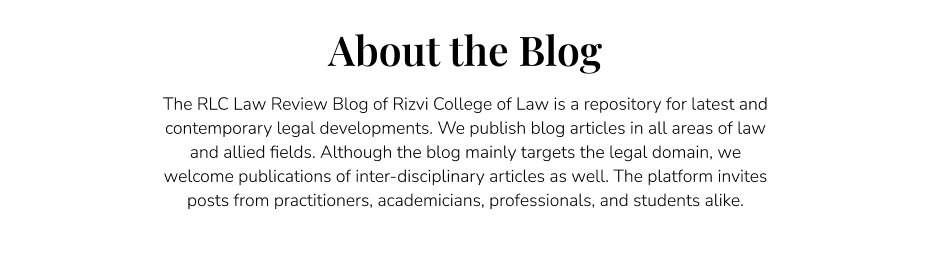 About the Blog
The RLC Law Review Blog of Rizvi College of Law is a repository for latest and
contemporary legal developments. We publish blog articles in all areas of law
and allied fields. Although the blog mainly targets the legal domain, we
welcome publications of inter-disciplinary articles as well. The platform invites
posts from practitioners, academicians, professionals, and students alike.